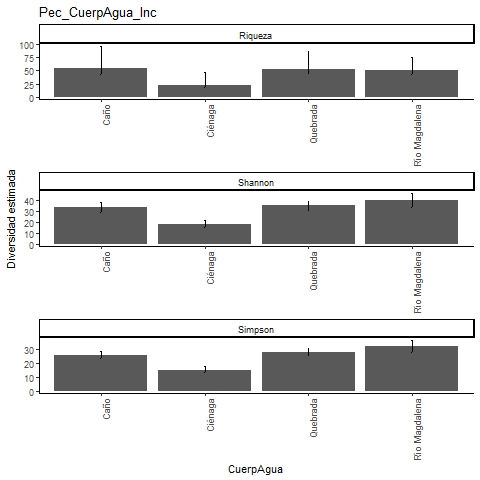 Pec_CuerpAgua_Inc
Riqueza
100
75
50
25
0
Caño
Ciénaga
Quebrada
Río Magdalena
Shannon
40
30
20
10
0
Caño
Ciénaga
Quebrada
Río Magdalena
Simpson
30
20
10
0
Caño
Ciénaga
Quebrada
Río Magdalena
Diversidad estimada
CuerpAgua